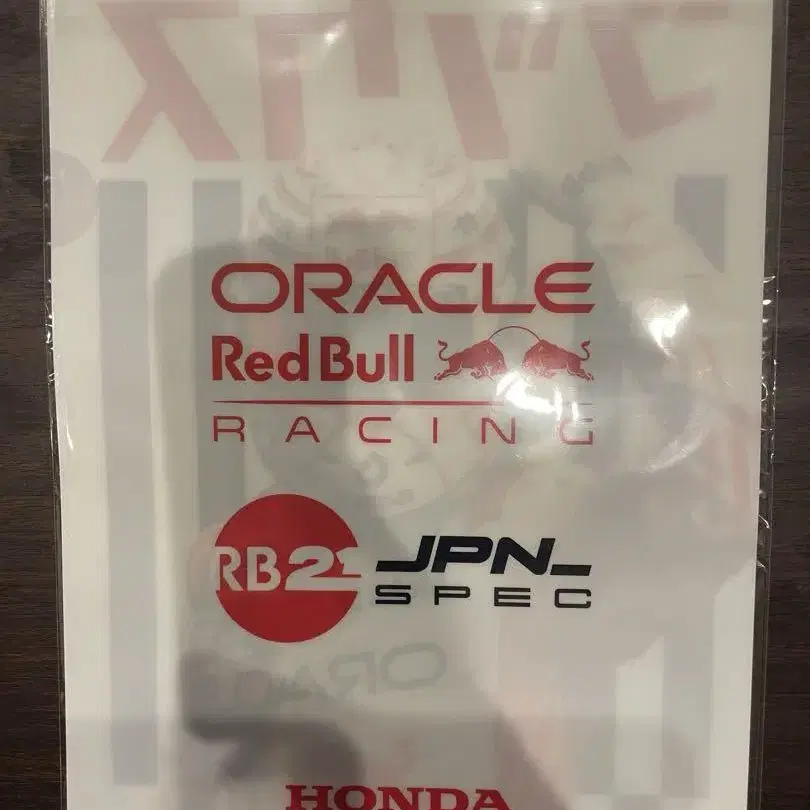 ORACLE
Red Bull
RACING
RB21
JPN_
SPEC
HONDA